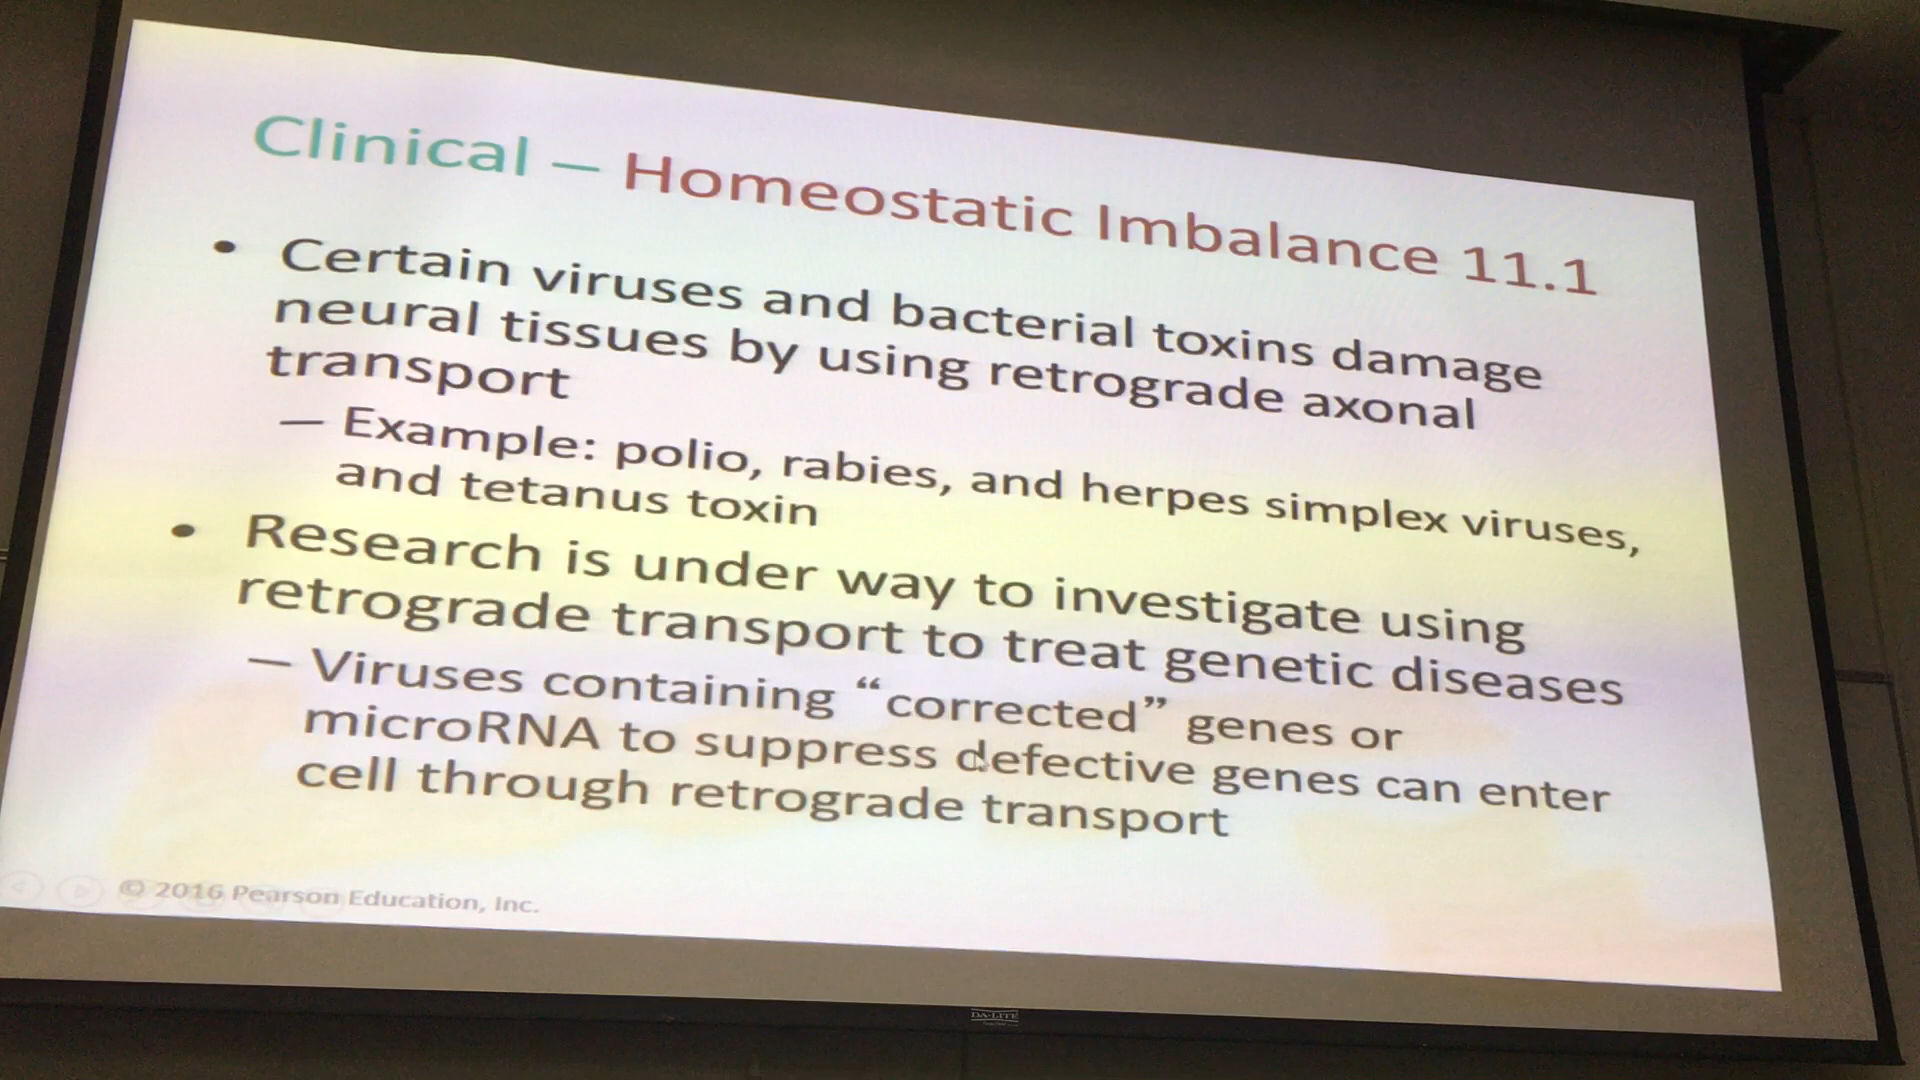 Clinical – Homeostatic Imbalance 11.1
• Certain viruses and bacterial toxins damage
neural tissues by using retrograde axonal
transport
– Example: polio, rabies, and herpes simplex viruses,
and tetanus toxin
• Research is under way to investigate using
retrograde transport to treat genetic diseases
– Viruses containing “corrected” genes or
microRNA to suppress defective genes can enter
cell through retrograde transport
© 2016 Pearson Education, Inc.
DA-LITE